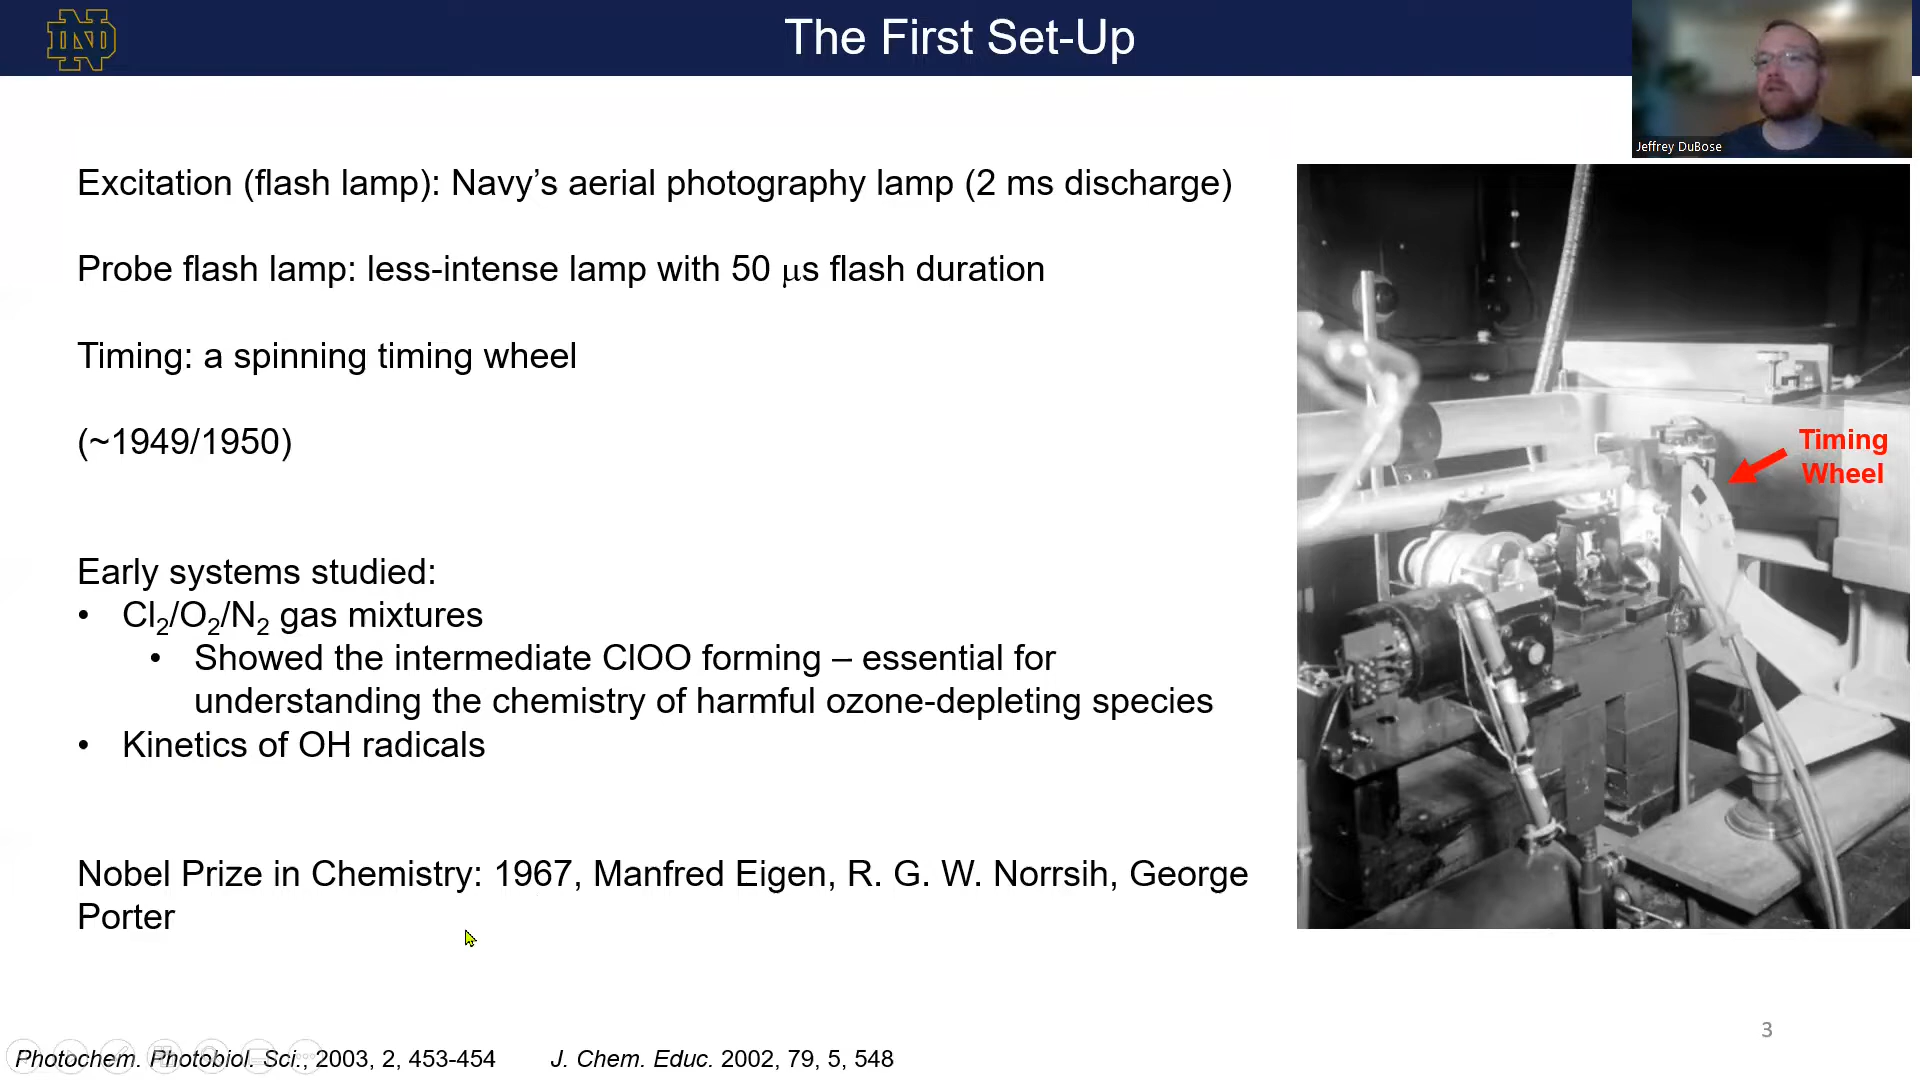 The First Set-Up
Jeffrey DuBose
Excitation (flash lamp): Navy’s aerial photography lamp (2 ms discharge)
Probe flash lamp: less-intense lamp with 50 μs flash duration
Timing: a spinning timing wheel
(~1949/1950)
Timing
Wheel
Early systems studied:
• Cl₂/O₂/N₂ gas mixtures
• Showed the intermediate ClOO forming – essential for
understanding the chemistry of harmful ozone-depleting species
• Kinetics of OH radicals
Nobel Prize in Chemistry: 1967, Manfred Eigen, R. G. W. Norrsih, George
Porter
3
Photochem. Photobiol. Sci., 2003, 2, 453-454 J. Chem. Educ. 2002, 79, 5, 548